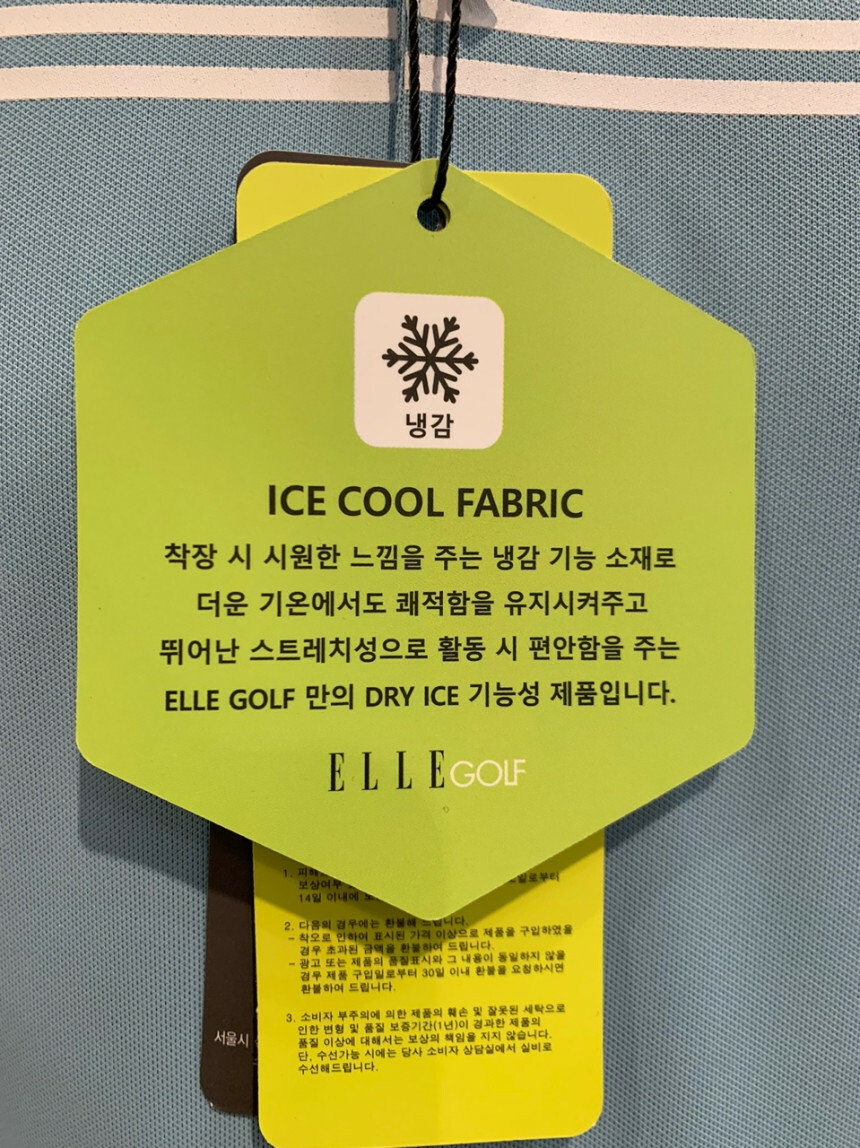 냉감
ICE COOL FABRIC
착장 시 시원한 느낌을 주는 냉감 기능 소재로
더운 기온에서도 쾌적함을 유지시켜주고
뛰어난 스트레치성으로 활동 시 편안함을 주는
ELLE GOLF 만의 DRY ICE 기능성 제품입니다.
ELLE GOLF
1.
보상여부
14일 이내에
2. 다음의 경우에는 환불해 드립니다.
- 착오로 인하여 표시된 가격 이상으로 제품을 구입하였을
경우 초과된 금액을 환불하여 드립니다.
- 광고 또는 제품의 품질표시와 그 내용이 동일하지 않을
경우 제품 구입일로부터 30일 이내 환불을 요청하시면
환불하여 드립니다.
3. 소비자 부주의에 의한 제품의 훼손 및 잘못된 세탁으로
인한 변형 및 품질 보증기간(1년)이 경과한 제품의
품질 이상에 대해서는 보상의 책임을 지지 않습니다.
단, 수선가능 시에는 당사 소비자 상담실에서 실비로
수선해드립니다.
서울시